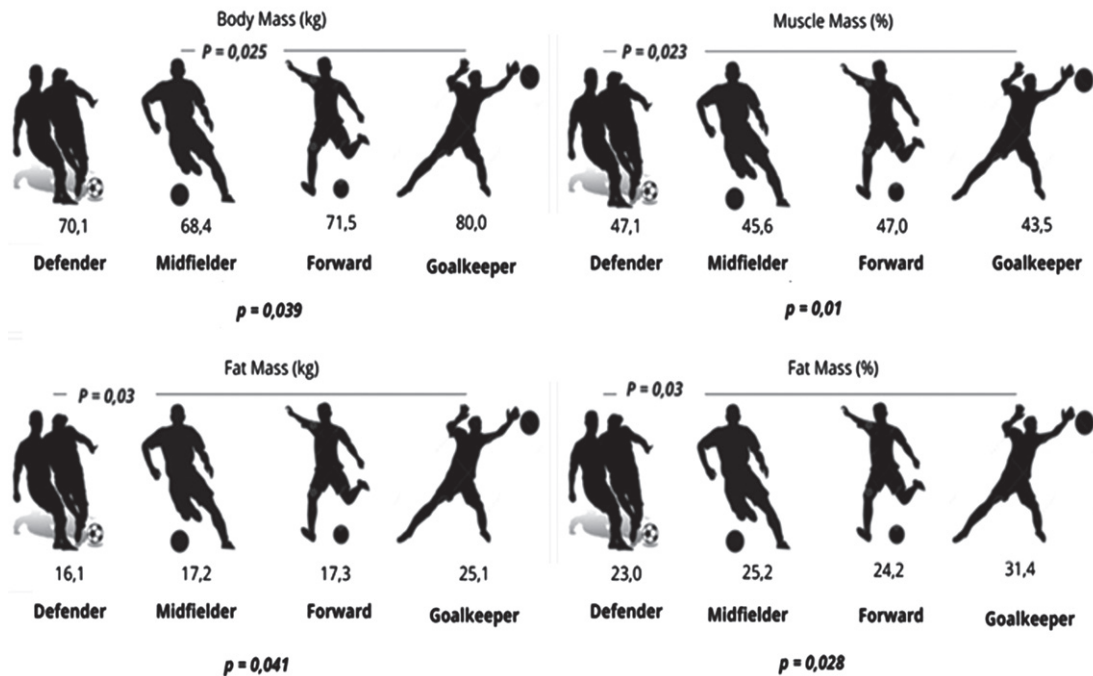 Body Mass (kg)
P = 0,025
70,1 68,4 71,5 80,0
Defender Midfielder Forward Goalkeeper
p = 0,039
Muscle Mass (%)
P = 0,023
47,1 45,6 47,0 43,5
Defender Midfielder Forward Goalkeeper
p = 0,01
Fat Mass (kg)
P = 0,03
16,1 17,2 17,3 25,1
Defender Midfielder Forward Goalkeeper
p = 0,041
Fat Mass (%)
P = 0,03
23,0 25,2 24,2 31,4
Defender Midfielder Forward Goalkeeper
p = 0,028